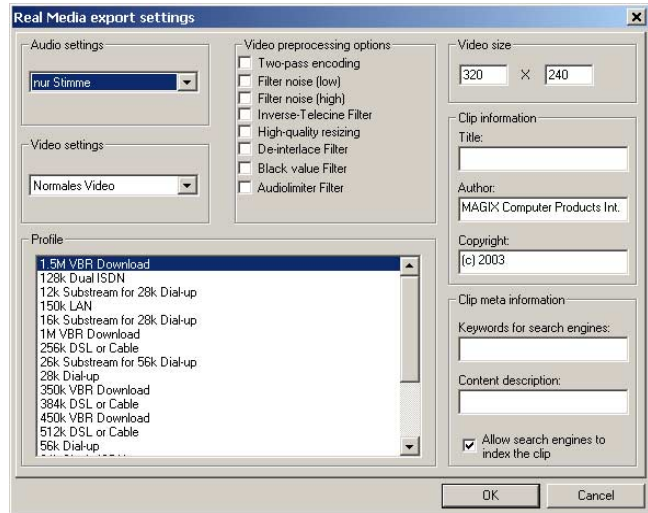 Real Media export settings
Audio settings
nur Stimme
Video settings
Normales Video
Video preprocessing options
Two-pass encoding
Filter noise (low)
Filter noise (high)
Inverse-Telecine Filter
High-quality resizing
De-interlace Filter
Black value Filter
Audiolimiter Filter
Video size
320 X 240
Clip information
Title:
Author:
MAGIX Computer Products Int.
Copyright:
(c) 2003
Profile
1.5M VBR Download
128k Dual ISDN
12k Substream for 28k Dial-up
150k LAN
16k Substream for 28k Dial-up
1M VBR Download
256k DSL or Cable
26k Substream for 56k Dial-up
28k Dial-up
350k VBR Download
384k DSL or Cable
450k VBR Download
512k DSL or Cable
56k Dial-up
Clip meta information
Keywords for search engines:
Content description:
Allow search engines to
index the clip
OK
Cancel